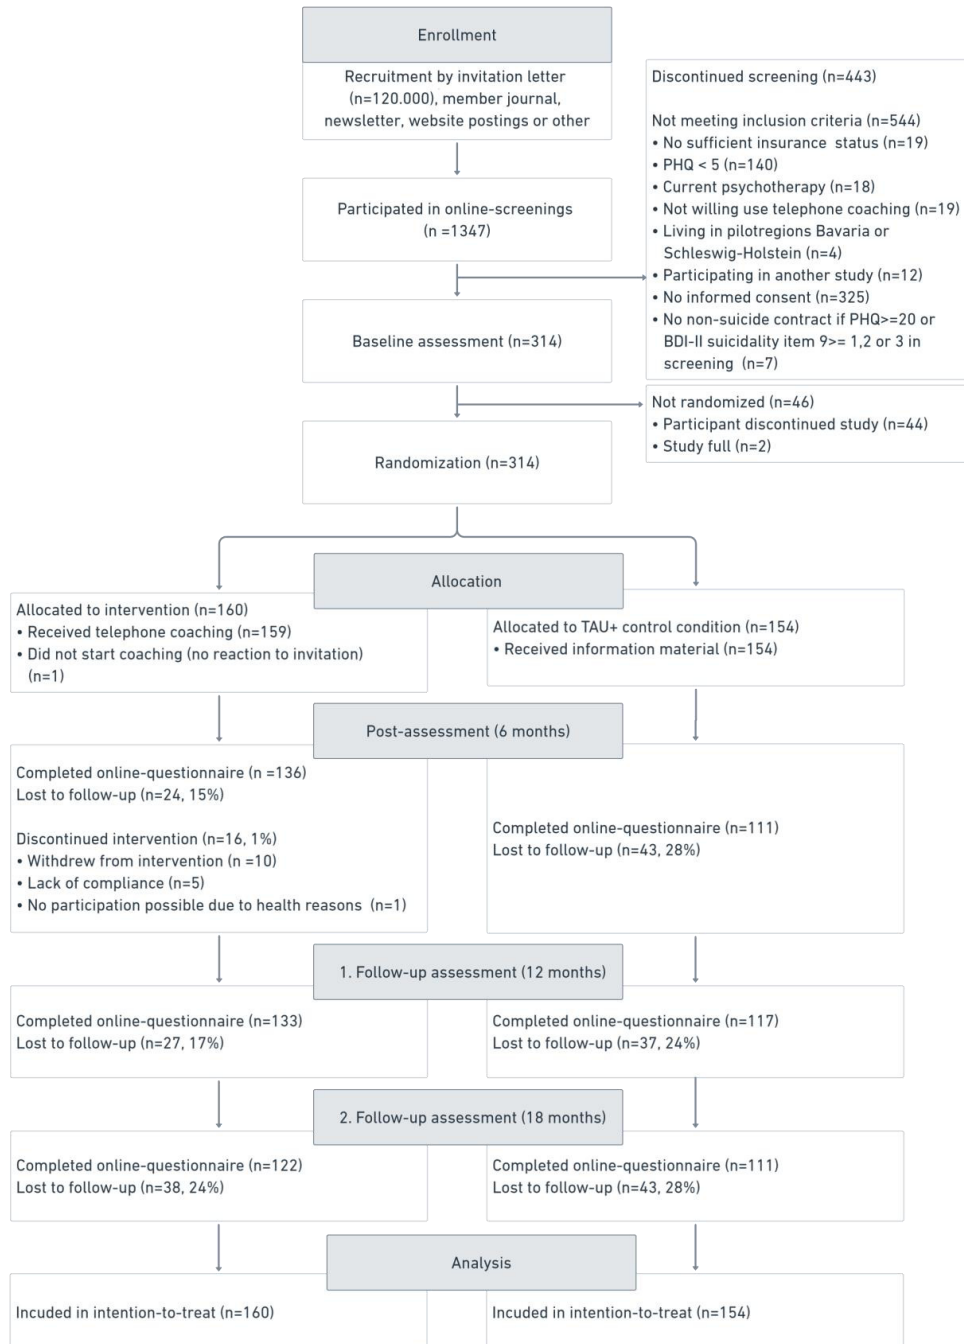 Enrollment
Recruitment by invitation letter
(n=120.000), member journal,
newsletter, website postings or other
Discontinued screening (n=443)
Not meeting inclusion criteria (n=544)
• No sufficient insurance status (n=19)
• PHQ < 5 (n=140)
• Current psychotherapy (n=18)
• Not willing use telephone coaching (n=19)
• Living in pilotregions Bavaria or
Schleswig-Holstein (n=4)
• Participating in another study (n=12)
• No informed consent (n=325)
• No non-suicide contract if PHQ>=20 or
BDI-II suicidality item 9>= 1,2 or 3 in
screening (n=7)
Participated in online-screenings
(n =1347)
Baseline assessment (n=314)
Not randomized (n=46)
• Participant discontinued study (n=44)
• Study full (n=2)
Randomization (n=314)
Allocation
Allocated to intervention (n=160)
• Received telephone coaching (n=159)
• Did not start coaching (no reaction to invitation)
(n=1)
Allocated to TAU+ control condition (n=154)
• Received information material (n=154)
Post-assessment (6 months)
Completed online-questionnaire (n =136)
Lost to follow-up (n=24, 15%)
Discontinued intervention (n=16, 1%)
• Withdrew from intervention (n =10)
• Lack of compliance (n=5)
• No participation possible due to health reasons (n=1)
Completed online-questionnaire (n=111)
Lost to follow-up (n=43, 28%)
1. Follow-up assessment (12 months)
Completed online-questionnaire (n=133)
Lost to follow-up (n=27, 17%)
Completed online-questionnaire (n=117)
Lost to follow-up (n=37, 24%)
2. Follow-up assessment (18 months)
Completed online-questionnaire (n=122)
Lost to follow-up (n=38, 24%)
Completed online-questionnaire (n=111)
Lost to follow-up (n=43, 28%)
Analysis
Incuded in intention-to-treat (n=160)
Incuded in intention-to-treat (n=154)